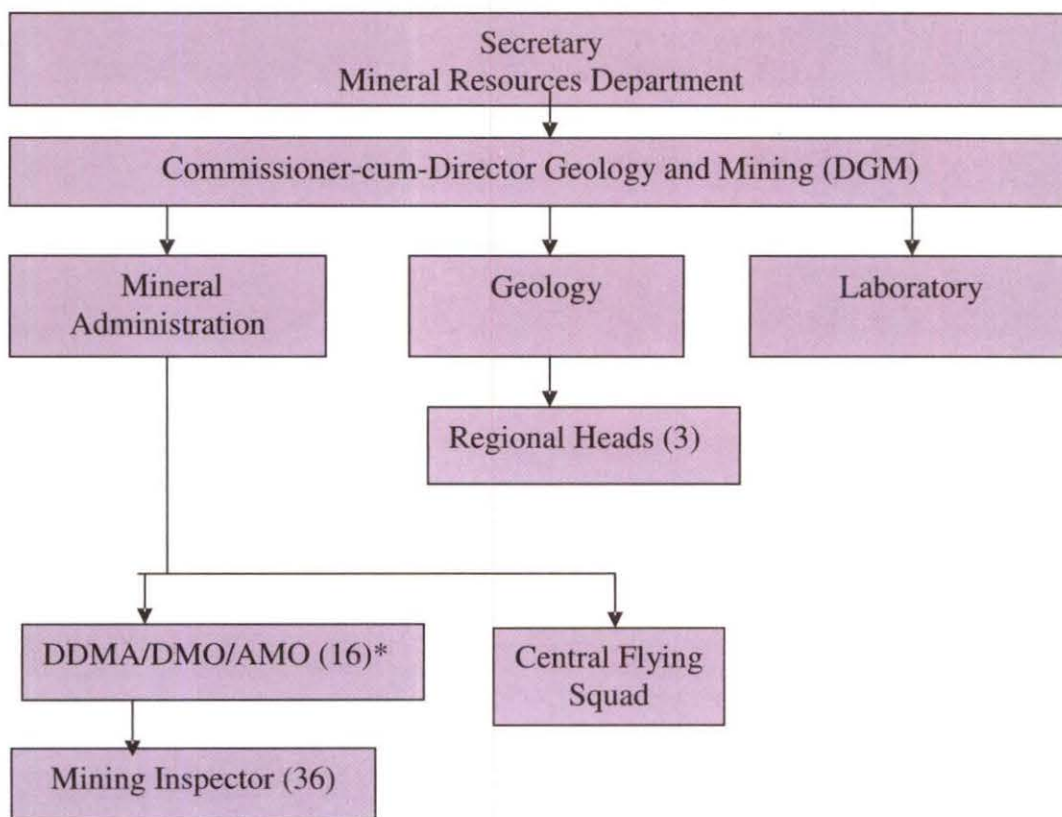 Secretary
Mineral Resources Department
Commissioner-cum-Director Geology and Mining (DGM)
Mineral
Administration
Geology
Laboratory
Regional Heads (3)
DDMA/DMO/AMO (16)*
Central Flying
Squad
Mining Inspector (36)